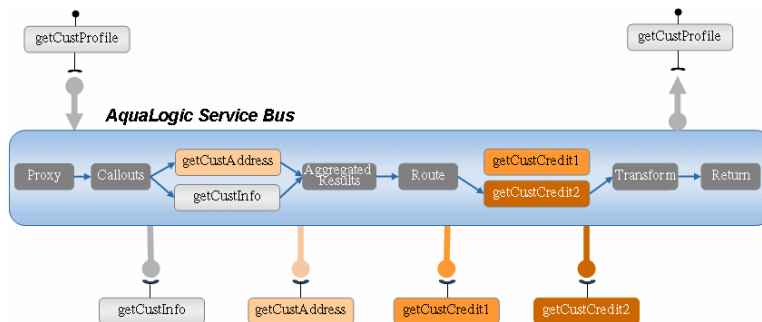 getCustProfile
getCustProfile
AquaLogic Service Bus
Proxy
Callouts
getCustAddress
getCustInfo
Aggregated
Results
Route
getCustCredit1
getCustCredit2
Transform
Return
getCustInfo
getCustAddress
getCustCredit1
getCustCredit2